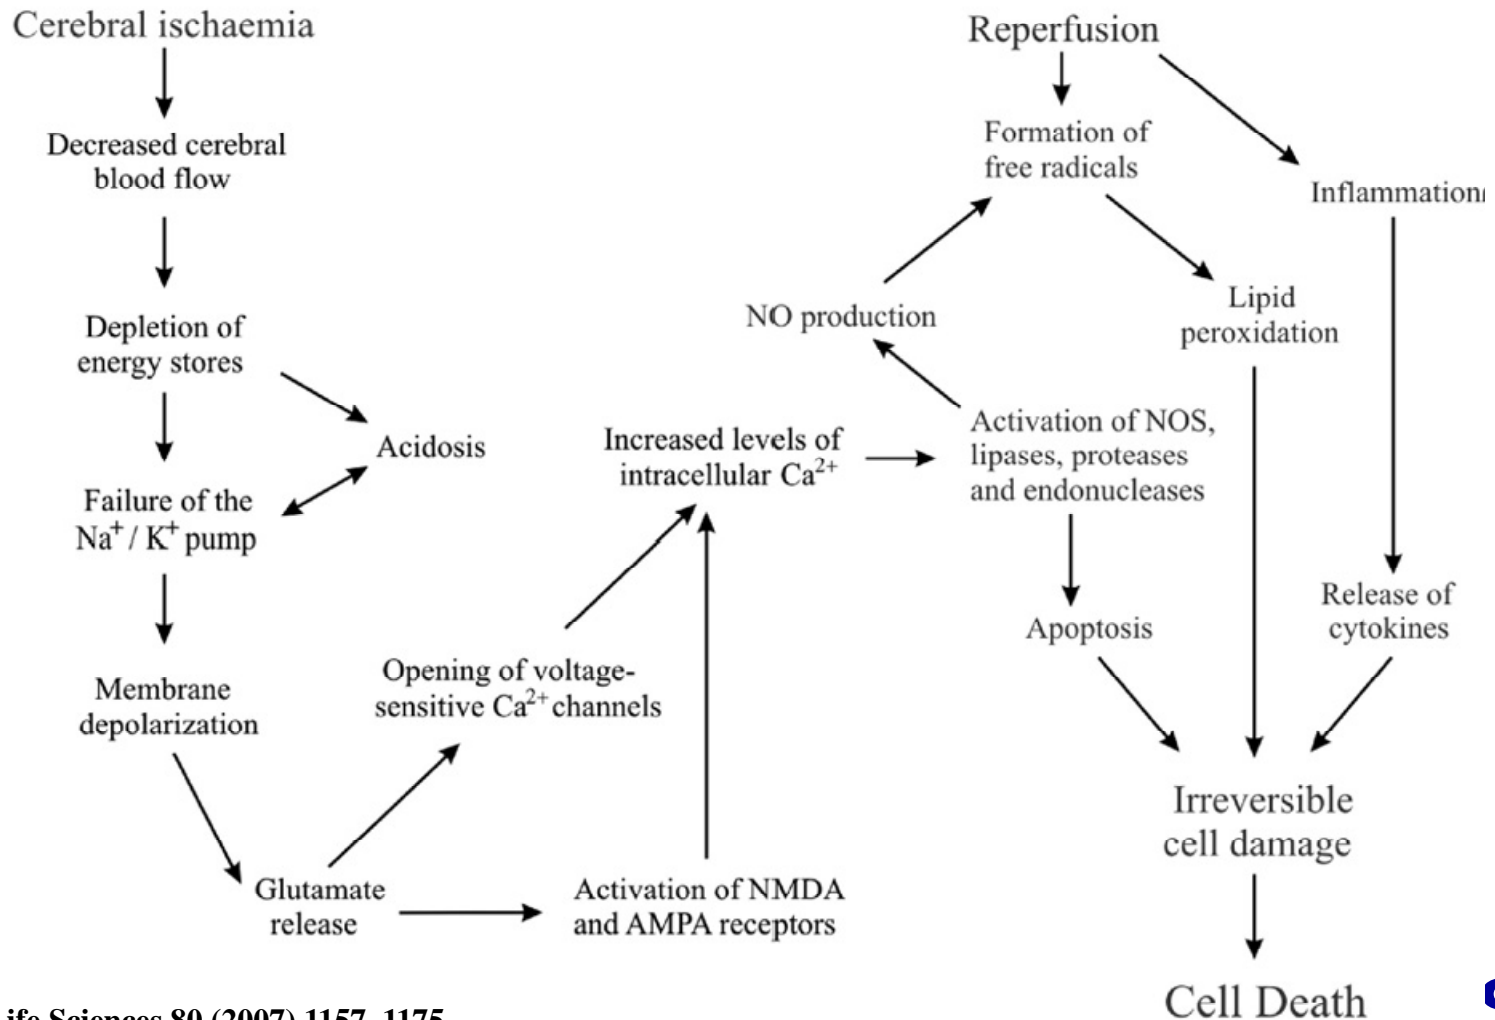 Cerebral ischaemia
Decreased cerebral
blood flow
Depletion of
energy stores
Acidosis
Failure of the
Na⁺ / K⁺ pump
Membrane
depolarization
Glutamate
release
Opening of voltage-
sensitive Ca²⁺ channels
Activation of NMDA
and AMPA receptors
Increased levels of
intracellular Ca²⁺
Activation of NOS,
lipases, proteases
and endonucleases
NO production
Reperfusion
Formation of
free radicals
Inflammation
Lipid
peroxidation
Apoptosis
Release of
cytokines
Irreversible
cell damage
Cell Death
ife Sciences 80 (2007) 1157–1175